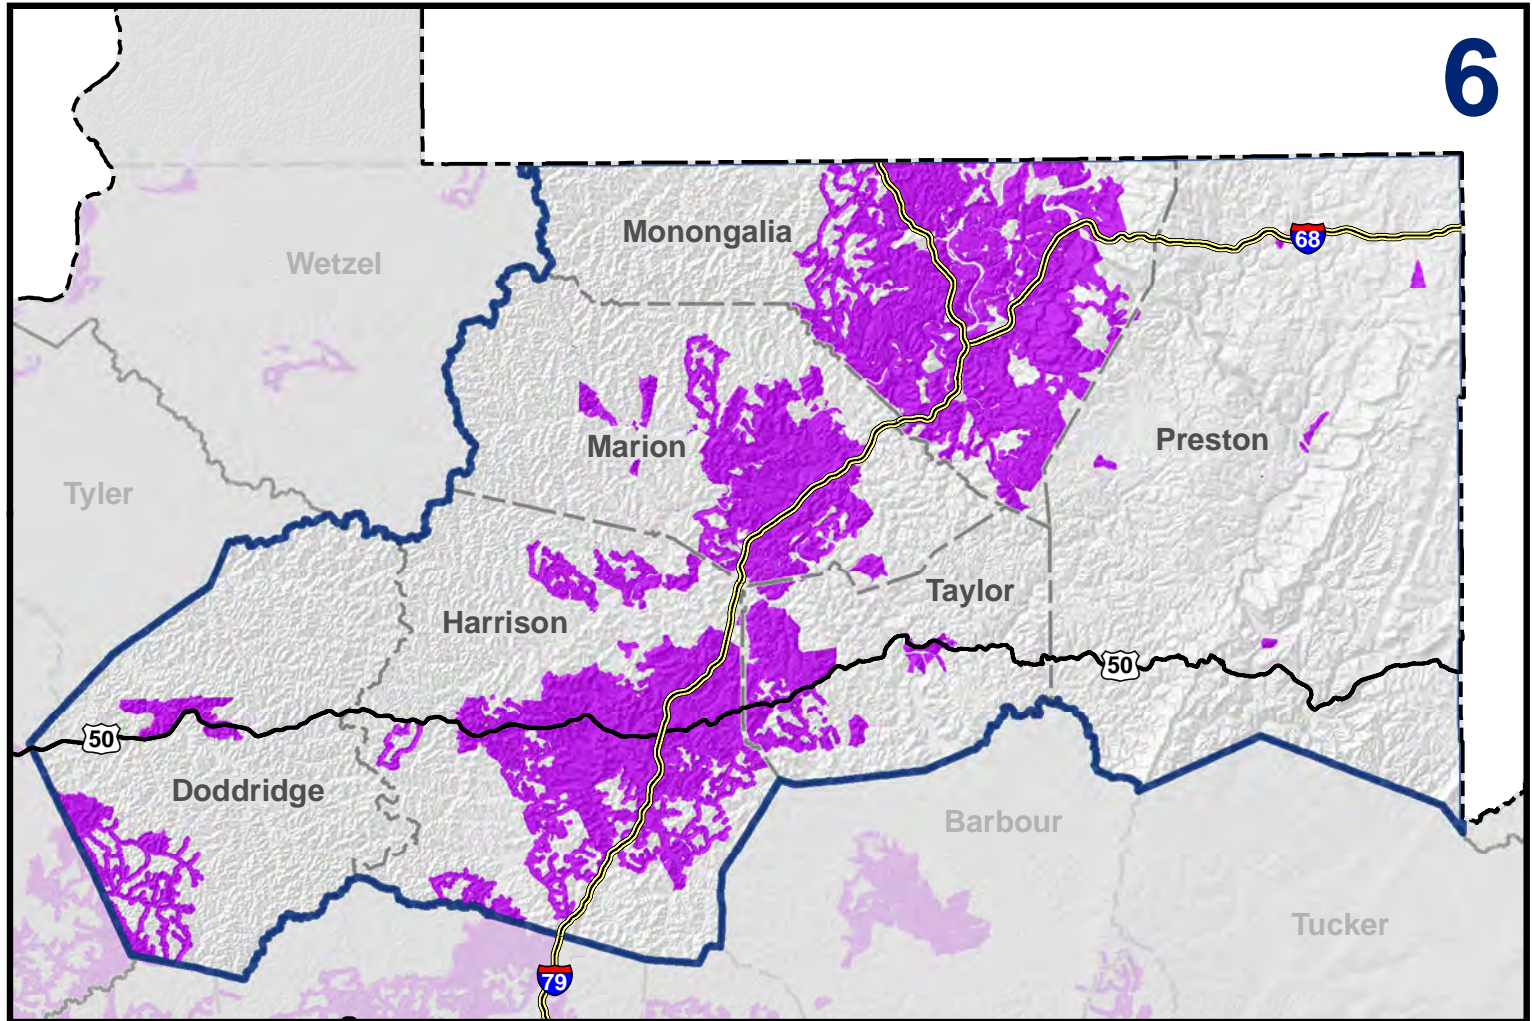 6
Monongalia
68
Wetzel
Marion
Preston
Tyler
Taylor
Harrison
50
50
Doddridge
Barbour
Tucker
79